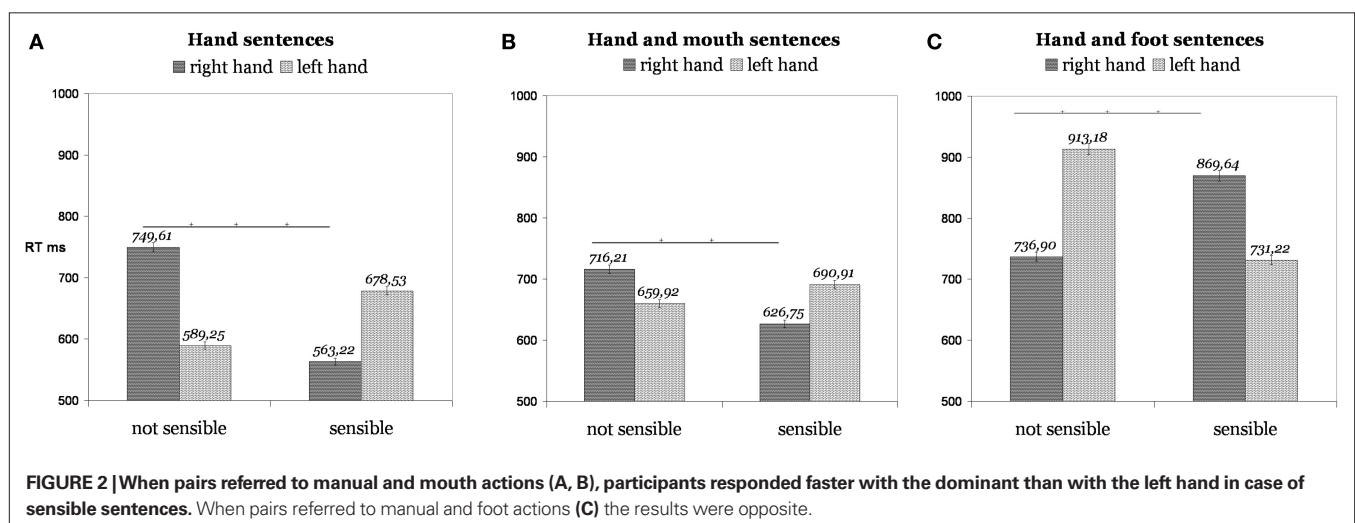 A
Hand sentences
right hand left hand
1000
900
800
RT ms
700
600
500
749,61
589,25
563,22
678,53
not sensible sensible
B
Hand and mouth sentences
right hand left hand
1000
900
800
700
600
500
716,21
659,92
626,75
690,91
not sensible sensible
C
Hand and foot sentences
right hand left hand
1000
900
800
700
600
500
736,90
913,18
869,64
731,22
not sensible sensible
FIGURE 2 | When pairs referred to manual and mouth actions (A, B), participants responded faster with the dominant than with the left hand in case of
sensible sentences. When pairs referred to manual and foot actions (C) the results were opposite.